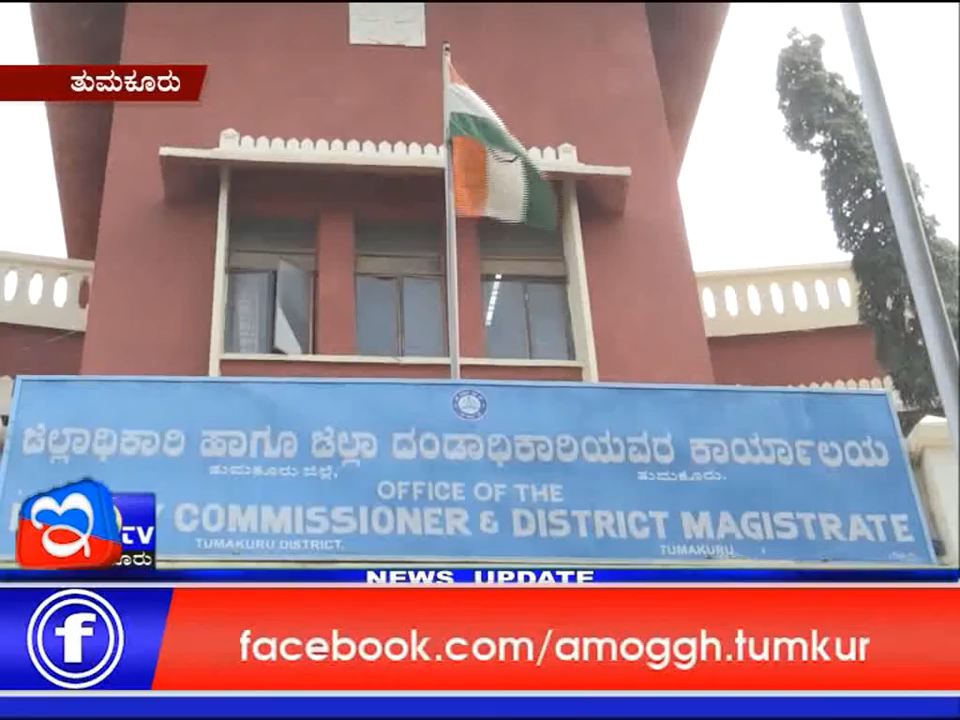 ತುಮಕೂರು
ಜಿಲ್ಲಾಧಿಕಾರಿ ಹಾಗೂ ಜಿಲ್ಲಾ ದಂಡಾಧಿಕಾರಿಯವರ ಕಾರ್ಯಾಲಯ
ತುಮಕೂರು ಜಿಲ್ಲೆ, ತುಮಕೂರು.
OFFICE OF THE
COMMISSIONER & DISTRICT MAGISTRATE
TUMAKURU DISTRICT. TUMAKURU
tv
NEWS UPDATE
facebook.com/amoggh.tumkur